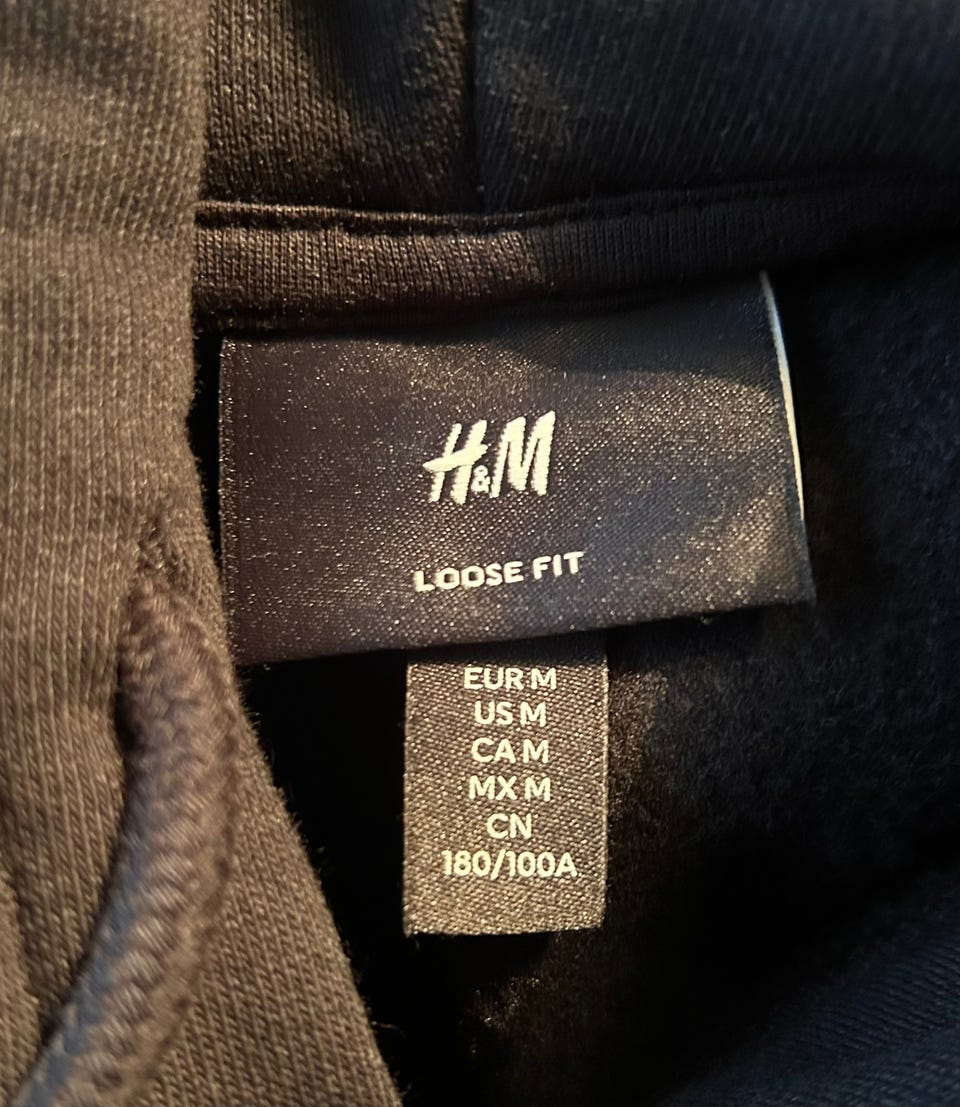 H&M
LOOSE FIT
EUR M
US M
CA M
MX M
CN
180/100A